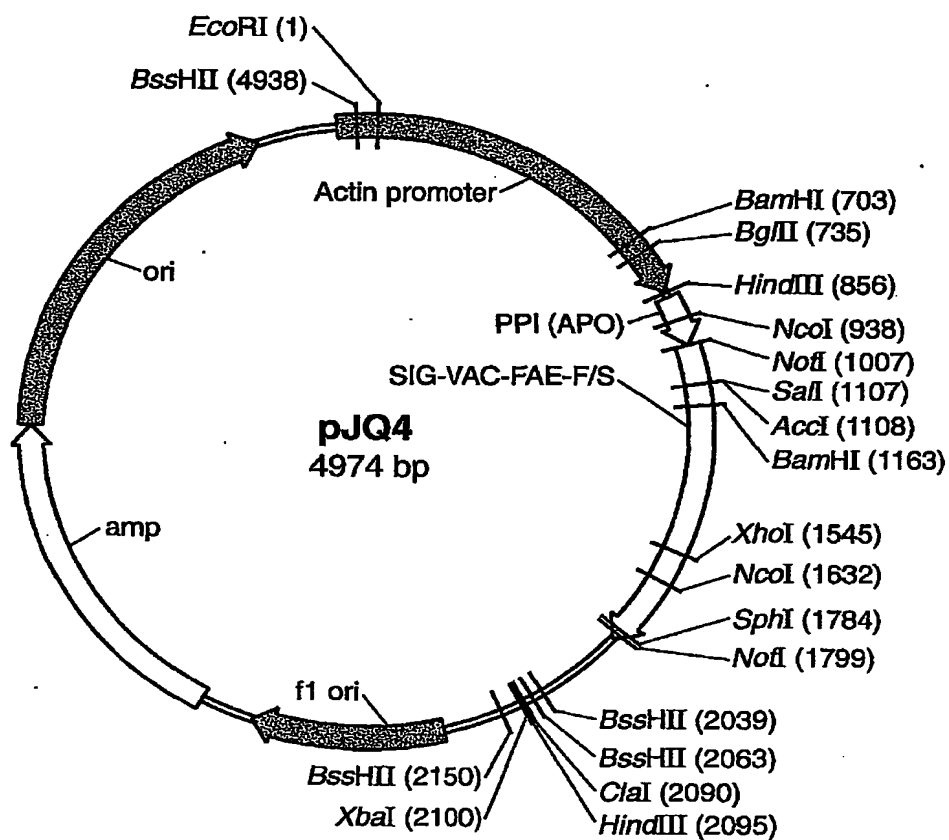 EcoRI (1)
BssHII (4938)
Actin promoter
BamHI (703)
BglII (735)
ori
HindIII (856)
PPI (APO)
NcoI (938)
NotI (1007)
SIG-VAC-FAE-F/S
SalI (1107)
AccI (1108)
pJQ4
4974 bp
BamHI (1163)
amp
XhoI (1545)
NcoI (1632)
SphI (1784)
NotI (1799)
f1 ori
BssHII (2039)
BssHII (2063)
BssHII (2150)
ClaI (2090)
XbaI (2100)
HindIII (2095)